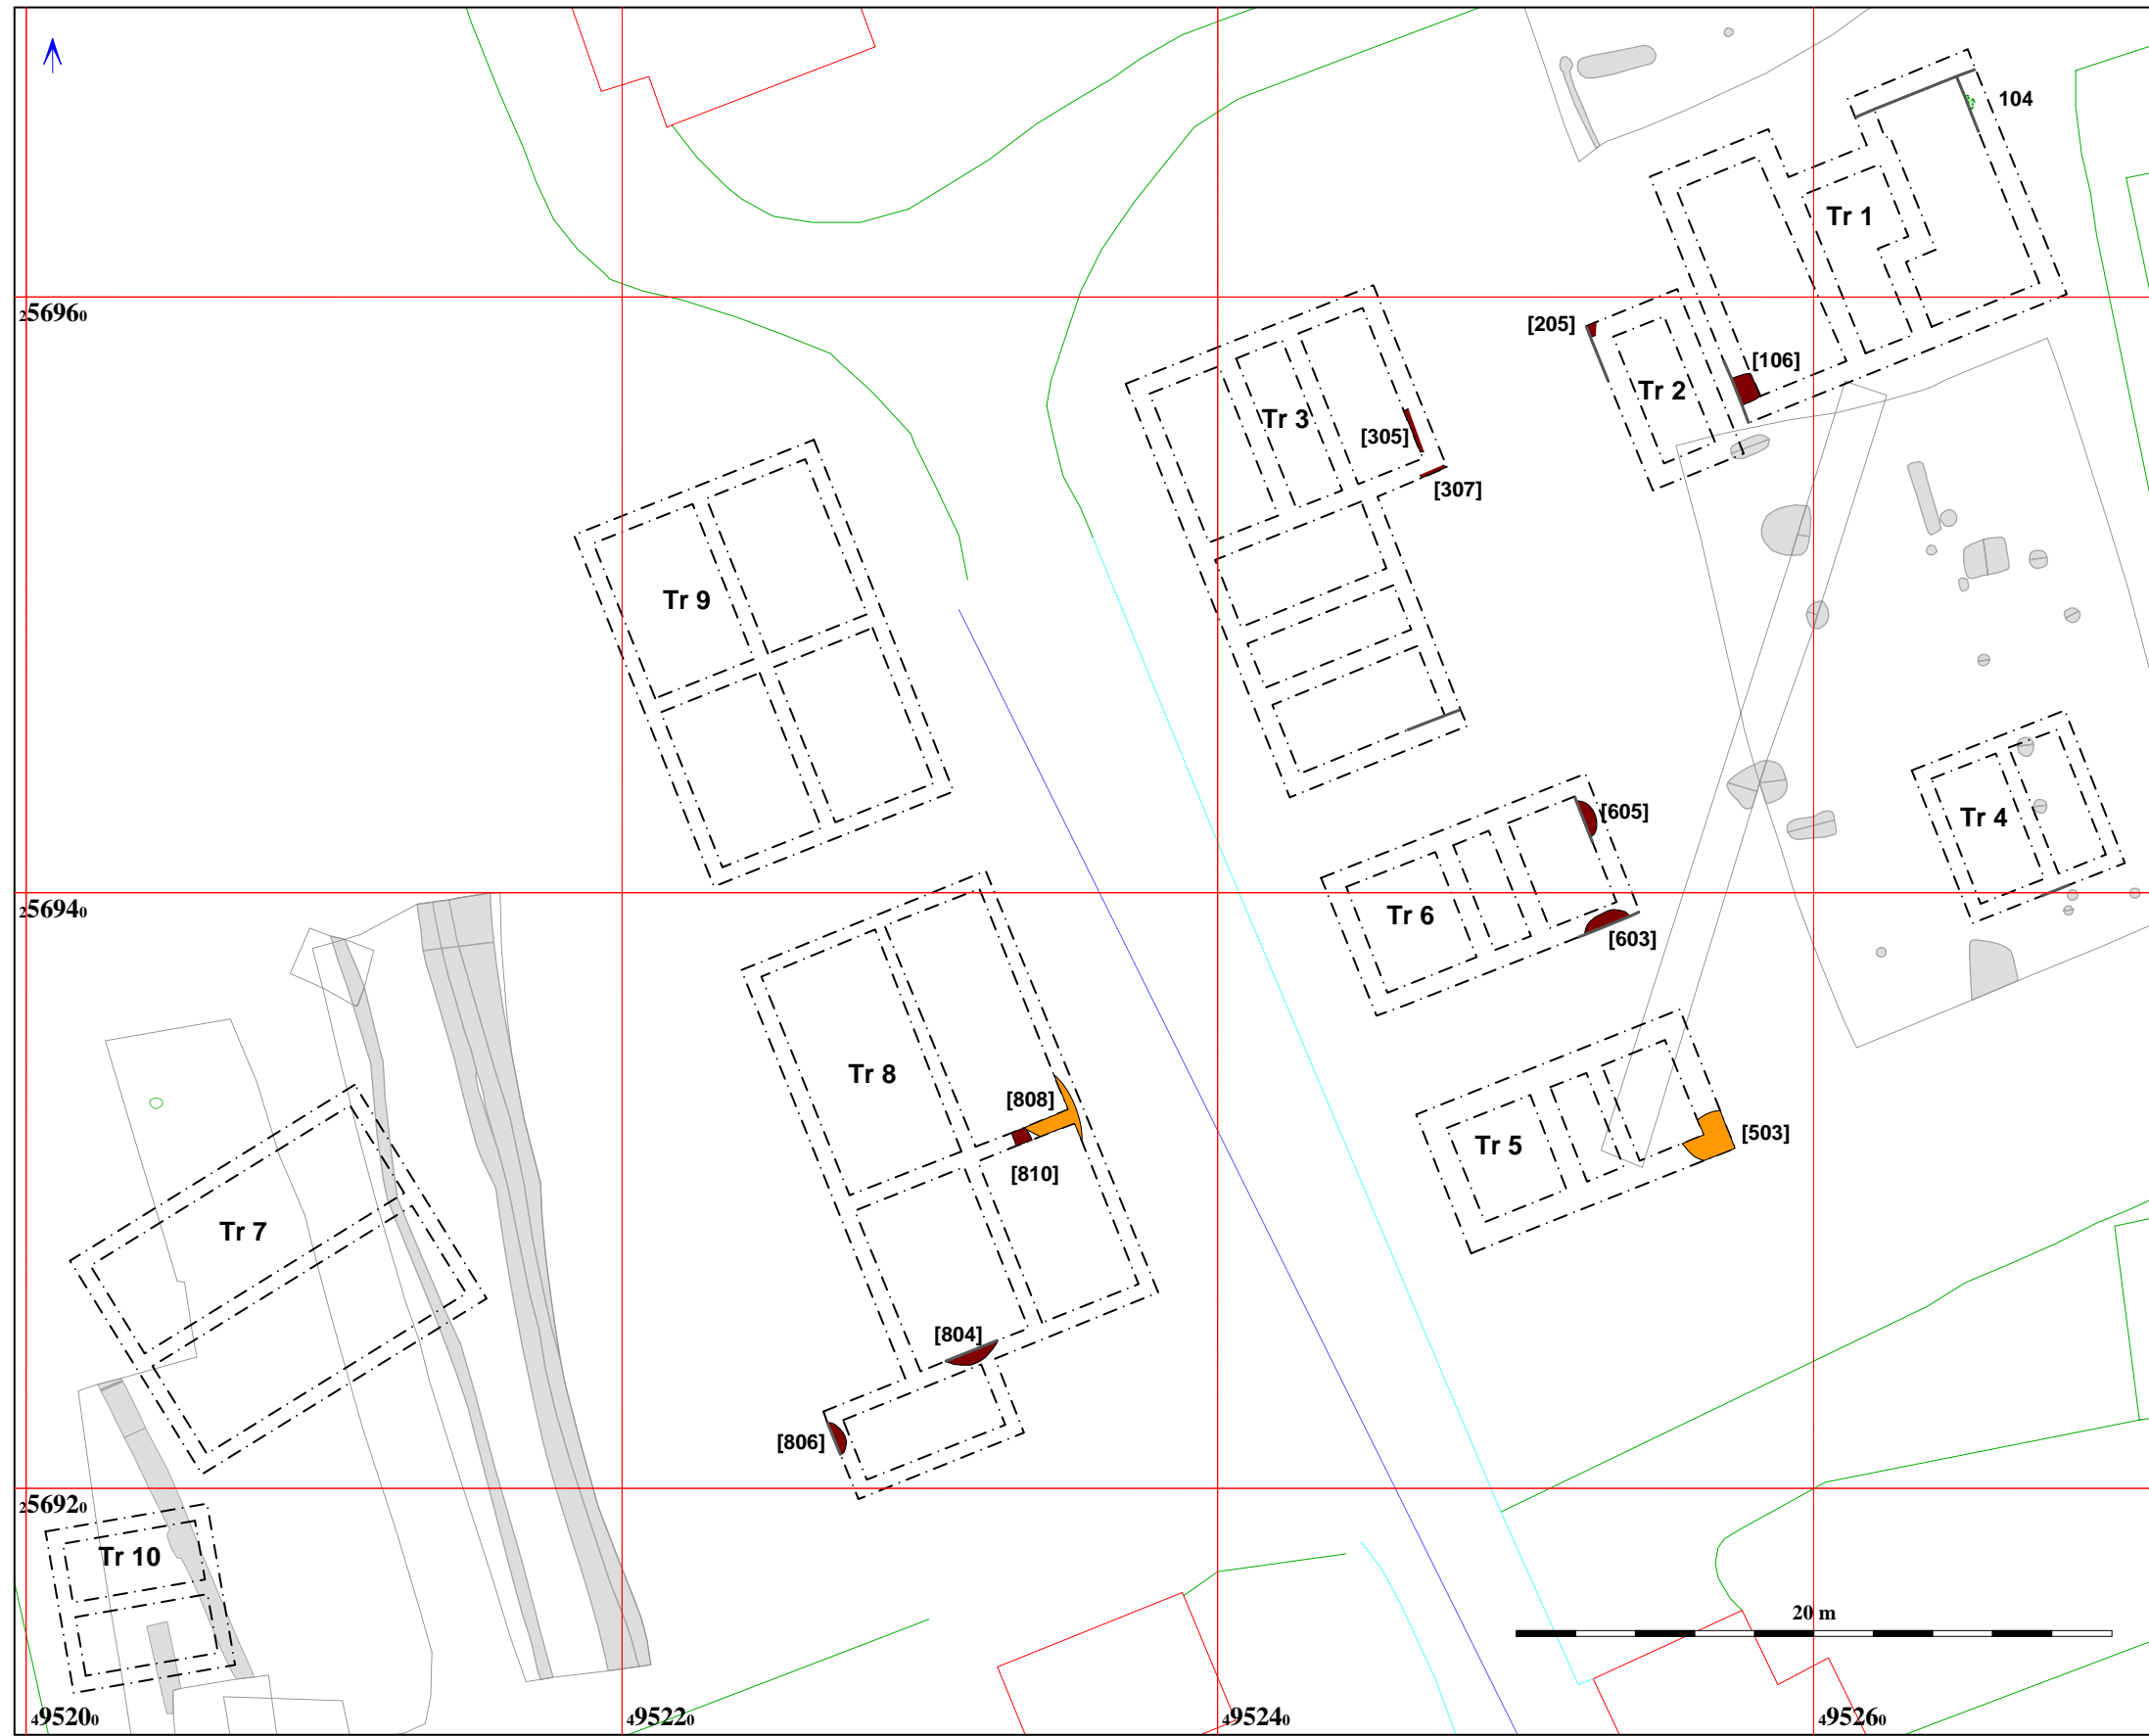 104
Tr 1
256960
[205]
[106]
Tr 2
Tr 3
[305]
[307]
Tr 9
[605]
Tr 4
256940
Tr 6
[603]
Tr 8
[808]
[503]
Tr 5
[810]
Tr 7
[804]
[806]
256920
Tr 10
20 m
495200
495220
495240
495260